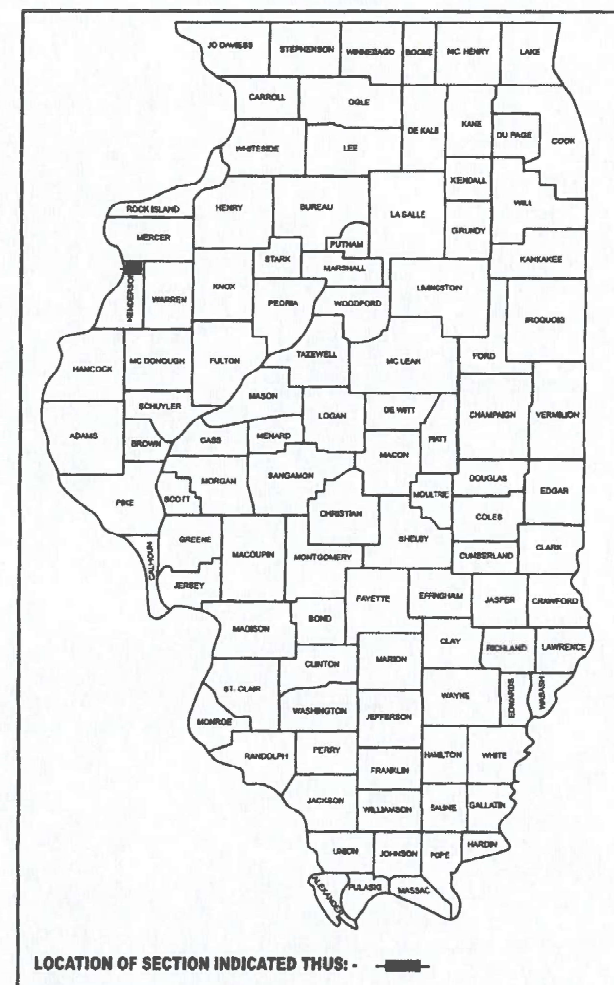 JO DAVIESS STEPHENSON WINNEBAGO BOONE MC HENRY LAKE
CARROLL OGLE DE KALB KANE DU PAGE COOK
WHITESIDE LEE
KENDALL WILL
ROCK ISLAND HENRY BUREAU LA SALLE
MERCER PUTNAM GRUNDY
STARK MARSHALL KANKAKEE
HENDERSON WARREN KNOX PEORIA WOODFORD LIVINGSTON
IROQUOIS
HANCOCK MC DONOUGH FULTON TAZEWELL MC LEAN FORD
MASON
SCHUYLER LOGAN DE WITT CHAMPAIGN VERMILION
ADAMS BROWN CASS MENARD PIATT
MACON
SANGAMON DOUGLAS
PIKE SCOTT MORGAN MOULTRIE EDGAR
CHRISTIAN COLES
GREENE MACOUPIN SHELBY
CALHOUN MONTGOMERY CUMBERLAND CLARK
JERSEY FAYETTE EFFINGHAM JASPER CRAWFORD
BOND
MADISON CLAY RICHLAND LAWRENCE
CLINTON MARION
ST. CLAIR WAYNE EDWARDS WABASH
WASHINGTON JEFFERSON
MONROE
RANDOLPH PERRY HAMILTON WHITE
FRANKLIN
JACKSON WILLIAMSON SALINE GALLATIN
UNION JOHNSON POPE HARDIN
ALEXANDER PULASKI MASSAC
LOCATION OF SECTION INDICATED THUS: -